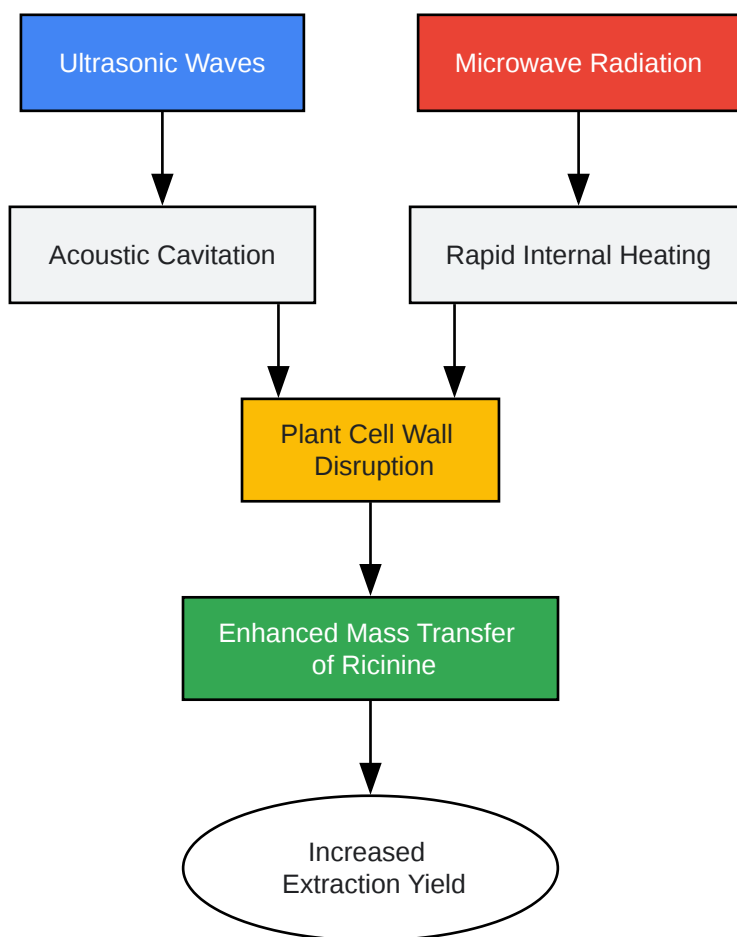 Ultrasonic Waves
Microwave Radiation
Acoustic Cavitation
Rapid Internal Heating
Plant Cell Wall
Disruption
Enhanced Mass Transfer
of Ricinine
Increased
Extraction Yield